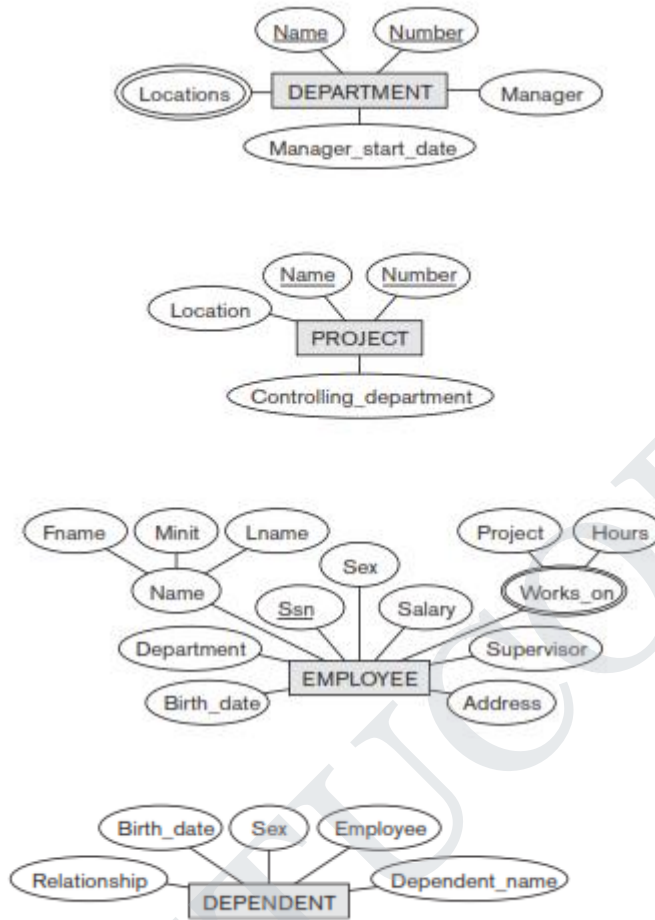 Name Number
Locations DEPARTMENT Manager
Manager_start_date
Name Number
Location
PROJECT
Controlling_department
Fname Minit Lname Project Hours
Sex
Name Ssn Salary Works_on
Department Supervisor
EMPLOYEE
Birth_date Address
Birth_date Sex Employee
Relationship Dependent_name
DEPENDENT